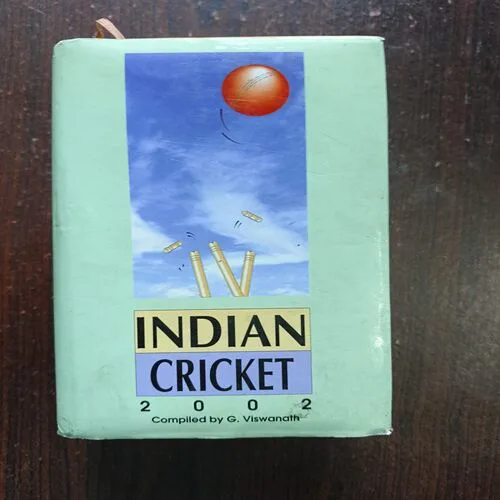 INDIAN
CRICKET
2 0 0 2
Compiled by G. Viswanath